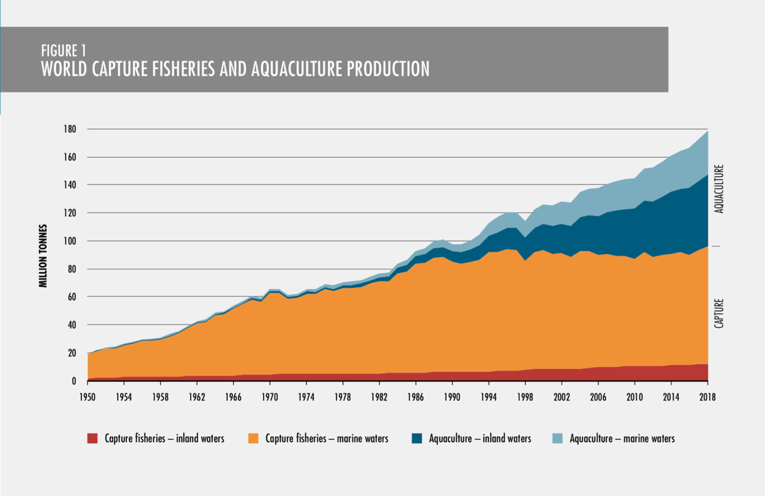 FIGURE 1
WORLD CAPTURE FISHERIES AND AQUACULTURE PRODUCTION
180
160
140
120
100
80
60
40
20
0
MILLION TONNES
AQUACULTURE
CAPTURE
1950 1954 1958 1962 1966 1970 1974 1978 1982 1986 1990 1994 1998 2002 2006 2010 2014 2018
Capture fisheries – inland waters Capture fisheries – marine waters Aquaculture – inland waters Aquaculture – marine waters